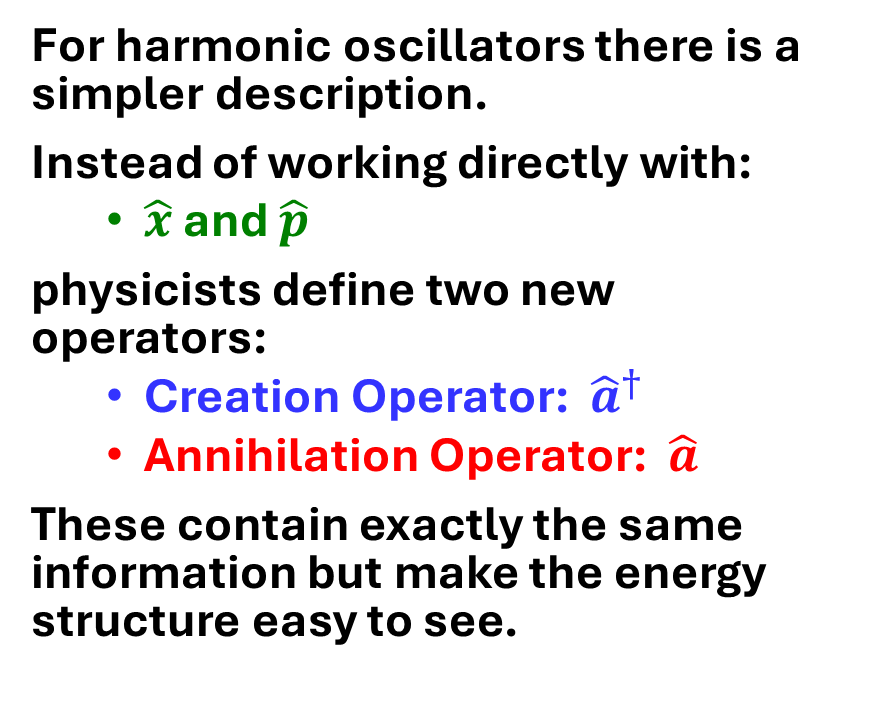 For harmonic oscillators there is a
simpler description.
Instead of working directly with:
• x̂ and p̂
physicists define two new
operators:
• Creation Operator: â†
• Annihilation Operator: â
These contain exactly the same
information but make the energy
structure easy to see.